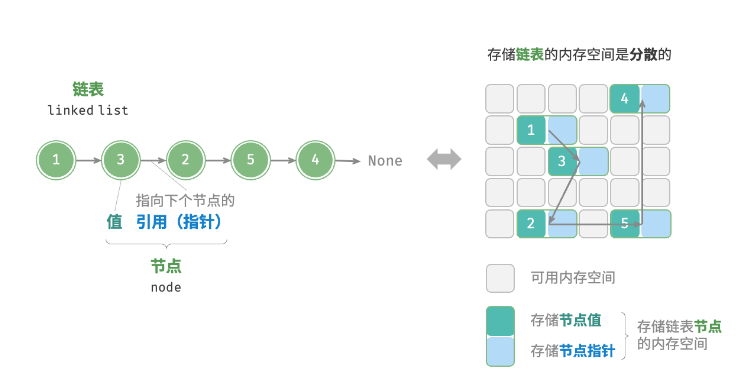 链表
linked list
1 3 2 5 4 None
指向下个节点的
值 引用（指针）
节点
node
存储链表的内存空间是分散的
4
1
3
2 5
可用内存空间
存储节点值
存储节点指针
存储链表节点
的内存空间